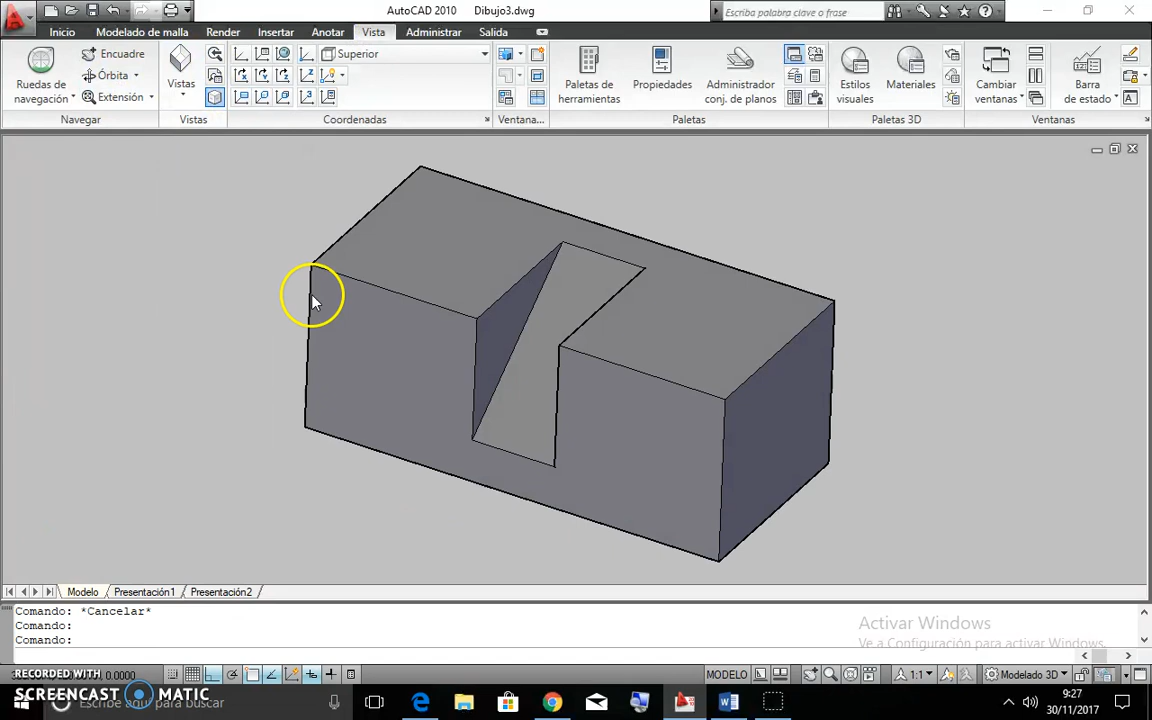 AutoCAD 2010 Dibujo3.dwg
Escriba palabra clave o frase
Inicio Modelado de malla Render Insertar Anotar Vista Administrar Salida
Encuadre
Órbita
Extensión
Ruedas de
navegación
Vistas
Superior
Paletas de
herramientas
Propiedades
Administrador
conj. de planos
Estilos
visuales
Materiales
Cambiar
ventanas
Barra
de estado
Navegar Vistas Coordenadas Ventana... Paletas Paletas 3D Ventanas
Modelo Presentación1 Presentación2
Comando: *Cancelar*
Comando:
Comando:
Activar Windows
Ve a Configuración para activar Windows.
RECORDED WITH
0.0000
MODELO 1:1 Modelado 3D
SCREENCAST MATIC
Escribe aquí para buscar
9:27
30/11/2017